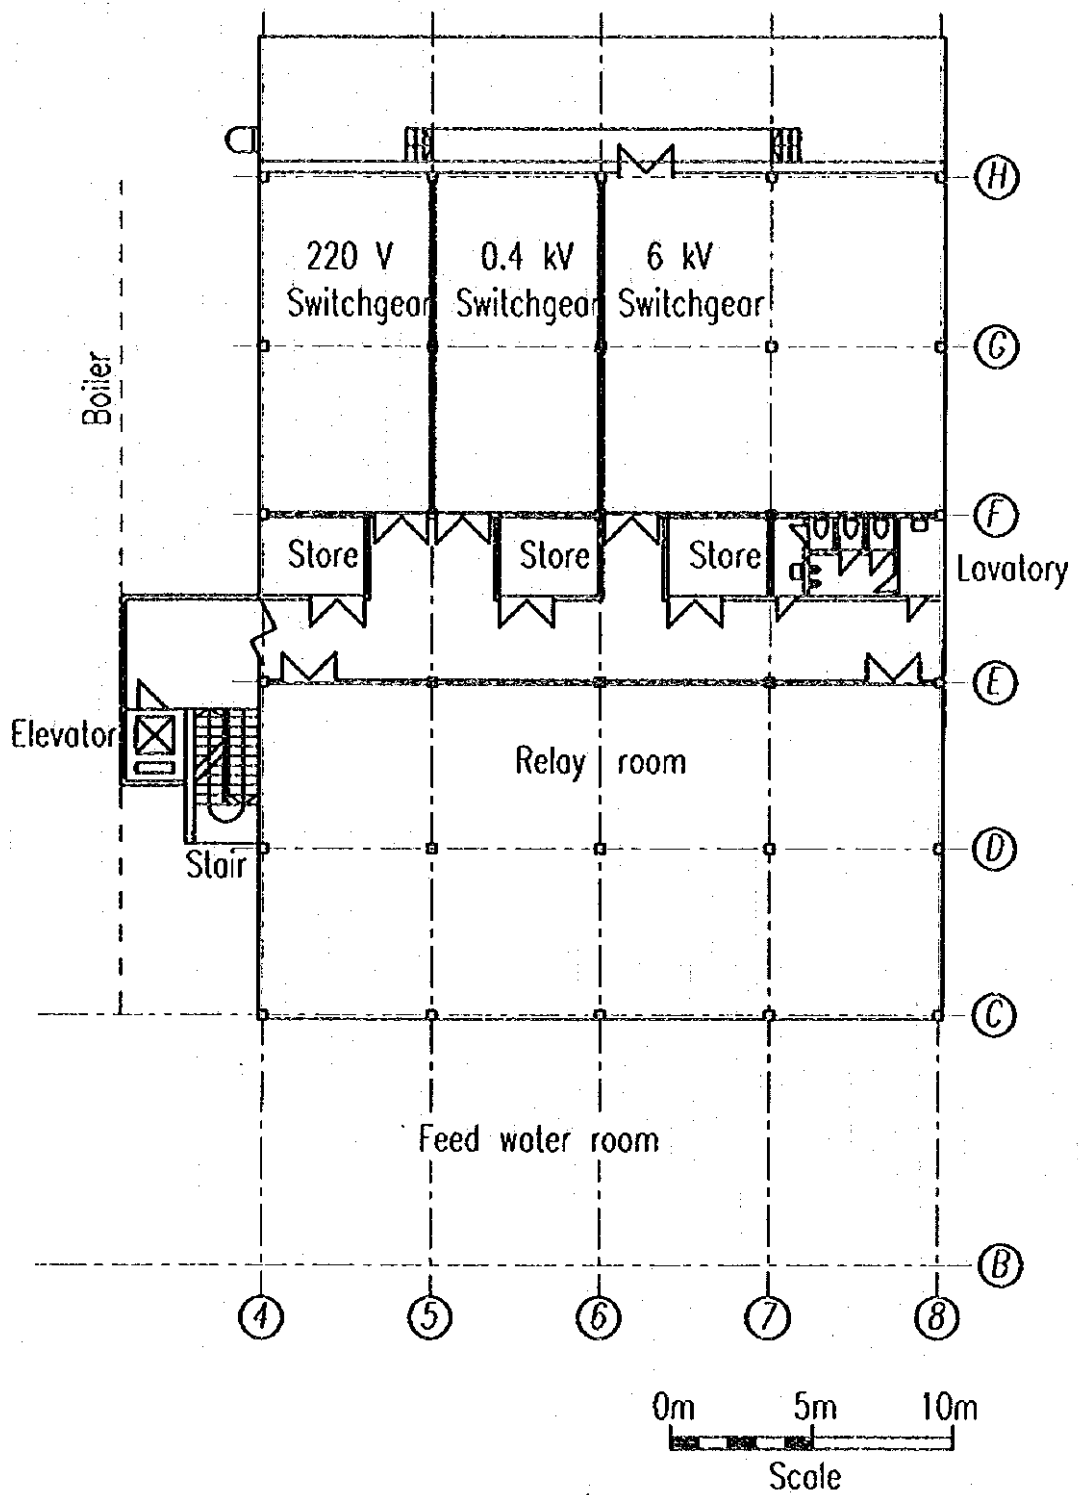 H
220 V
Switchgear
0.4 kV
Switchgear
6 kV
Switchgear
G
Boiler
F
Store
Store
Store
Lavatory
E
Elevator
Relay room
D
Stair
C
Feed water room
B
4
5
6
7
8
0m
5m
10m
Scale